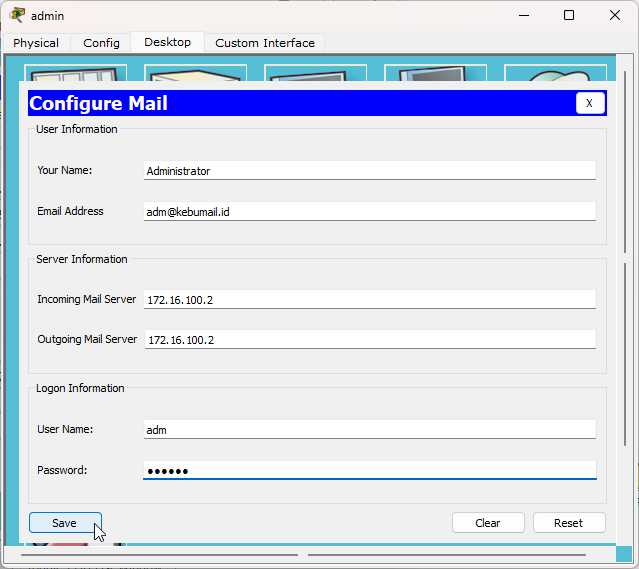 admin
Physical Config Desktop Custom Interface
Configure Mail X
User Information
Your Name: Administrator
Email Address adm@kebumail.id
Server Information
Incoming Mail Server 172.16.100.2
Outgoing Mail Server 172.16.100.2
Logon Information
User Name: adm
Password: ••••••
Save Clear Reset